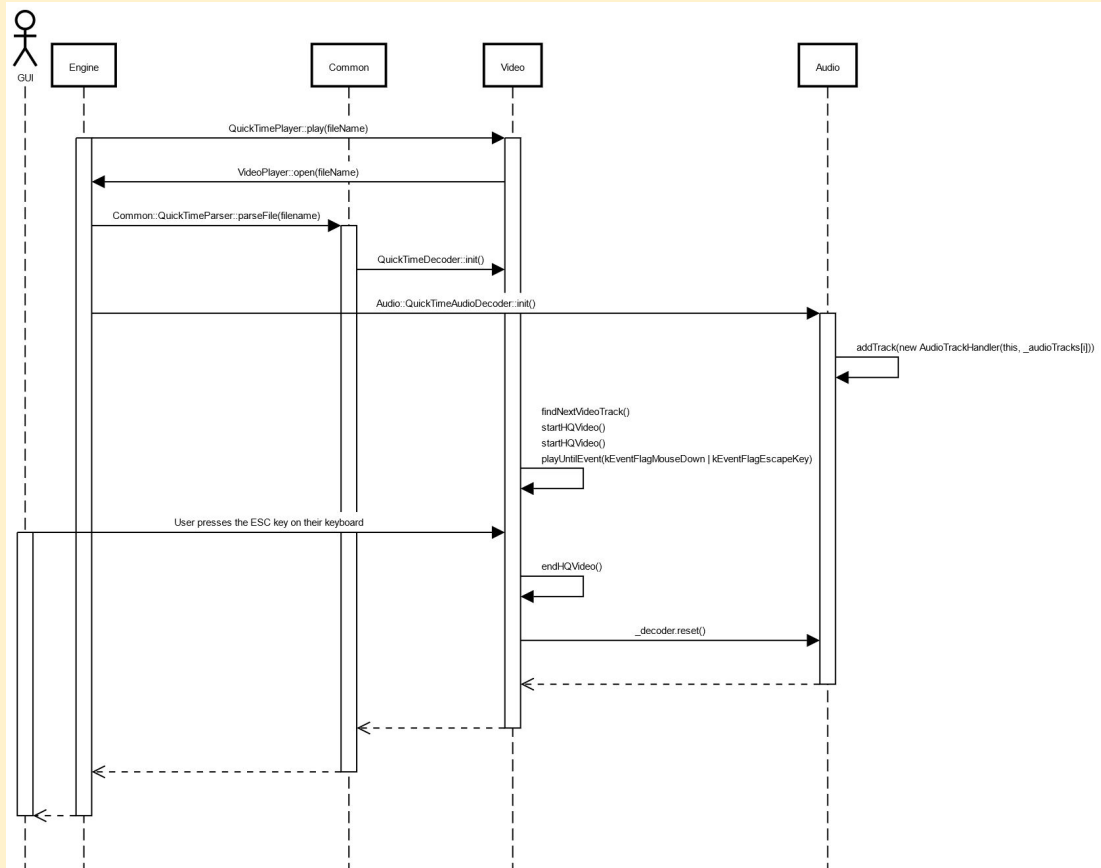 GUI
Engine
Common
Video
Audio
QuickTimePlayer::play(fileName)
VideoPlayer::open(fileName)
Common::QuickTimeParser::parseFile(filename)
QuickTimeDecoder::init()
Audio::QuickTimeAudioDecoder::init()
addTrack(new AudioTrackHandler(this, _audioTracks[i]))
findNextVideoTrack()
startHQVideo()
startHQVideo()
playUntilEvent(kEventFlagMouseDown | kEventFlagEscapeKey)
User presses the ESC key on their keyboard
endHQVideo()
_decoder.reset()